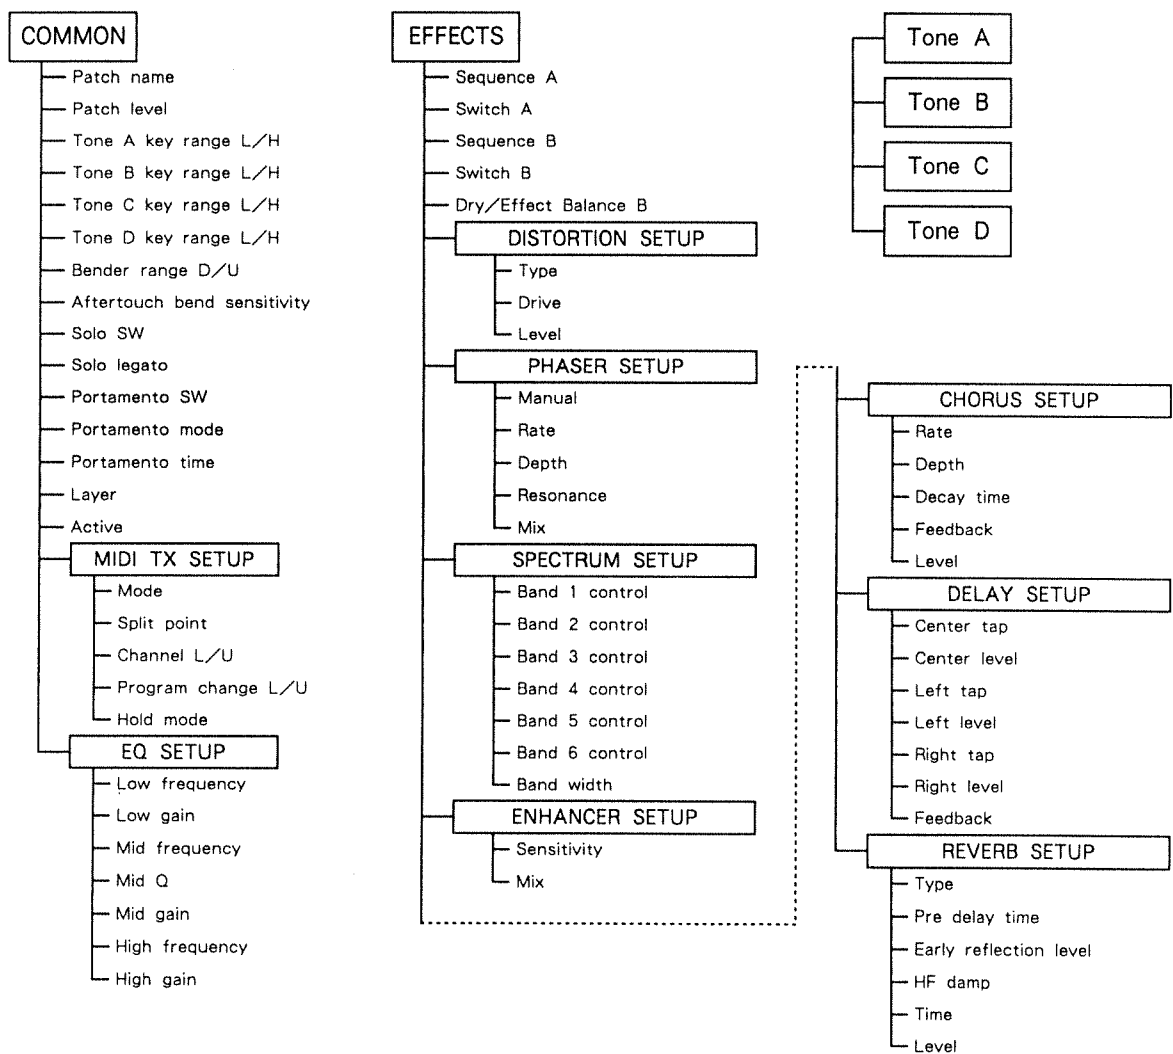 COMMON
Patch name
Patch level
Tone A key range L/H
Tone B key range L/H
Tone C key range L/H
Tone D key range L/H
Bender range D/U
Aftertouch bend sensitivity
Solo SW
Solo legato
Portamento SW
Portamento mode
Portamento time
Layer
Active
MIDI TX SETUP
Mode
Split point
Channel L/U
Program change L/U
Hold mode
EQ SETUP
Low frequency
Low gain
Mid frequency
Mid Q
Mid gain
High frequency
High gain
EFFECTS
Sequence A
Switch A
Sequence B
Switch B
Dry/Effect Balance B
DISTORTION SETUP
Type
Drive
Level
PHASER SETUP
Manual
Rate
Depth
Resonance
Mix
SPECTRUM SETUP
Band 1 control
Band 2 control
Band 3 control
Band 4 control
Band 5 control
Band 6 control
Band width
ENHANCER SETUP
Sensitivity
Mix
CHORUS SETUP
Rate
Depth
Decay time
Feedback
Level
DELAY SETUP
Center tap
Center level
Left tap
Left level
Right tap
Right level
Feedback
REVERB SETUP
Type
Pre delay time
Early reflection level
HF damp
Time
Level
Tone A
Tone B
Tone C
Tone D